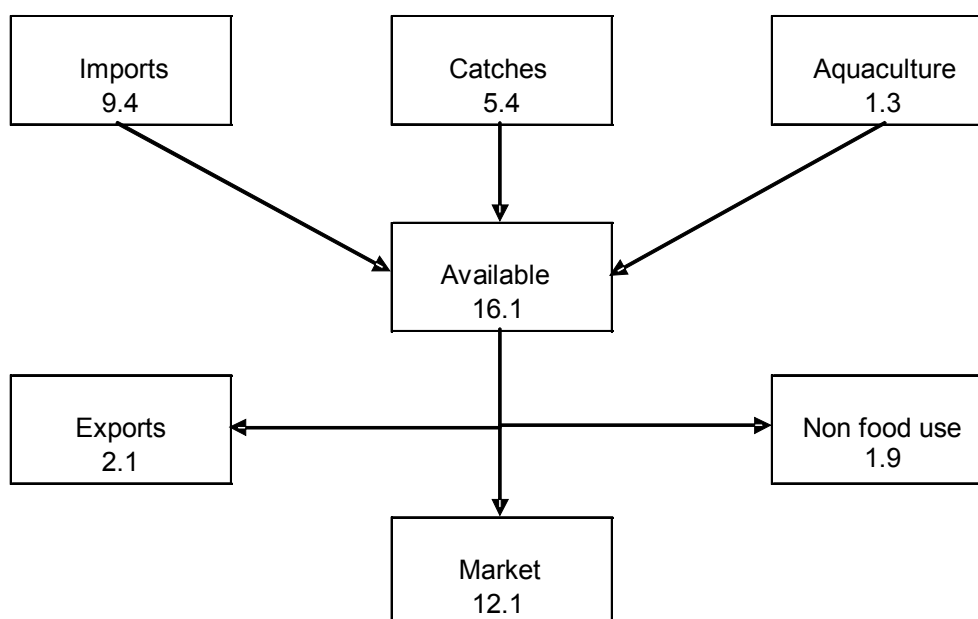 Imports
9.4
Catches
5.4
Aquaculture
1.3
Available
16.1
Exports
2.1
Non food use
1.9
Market
12.1